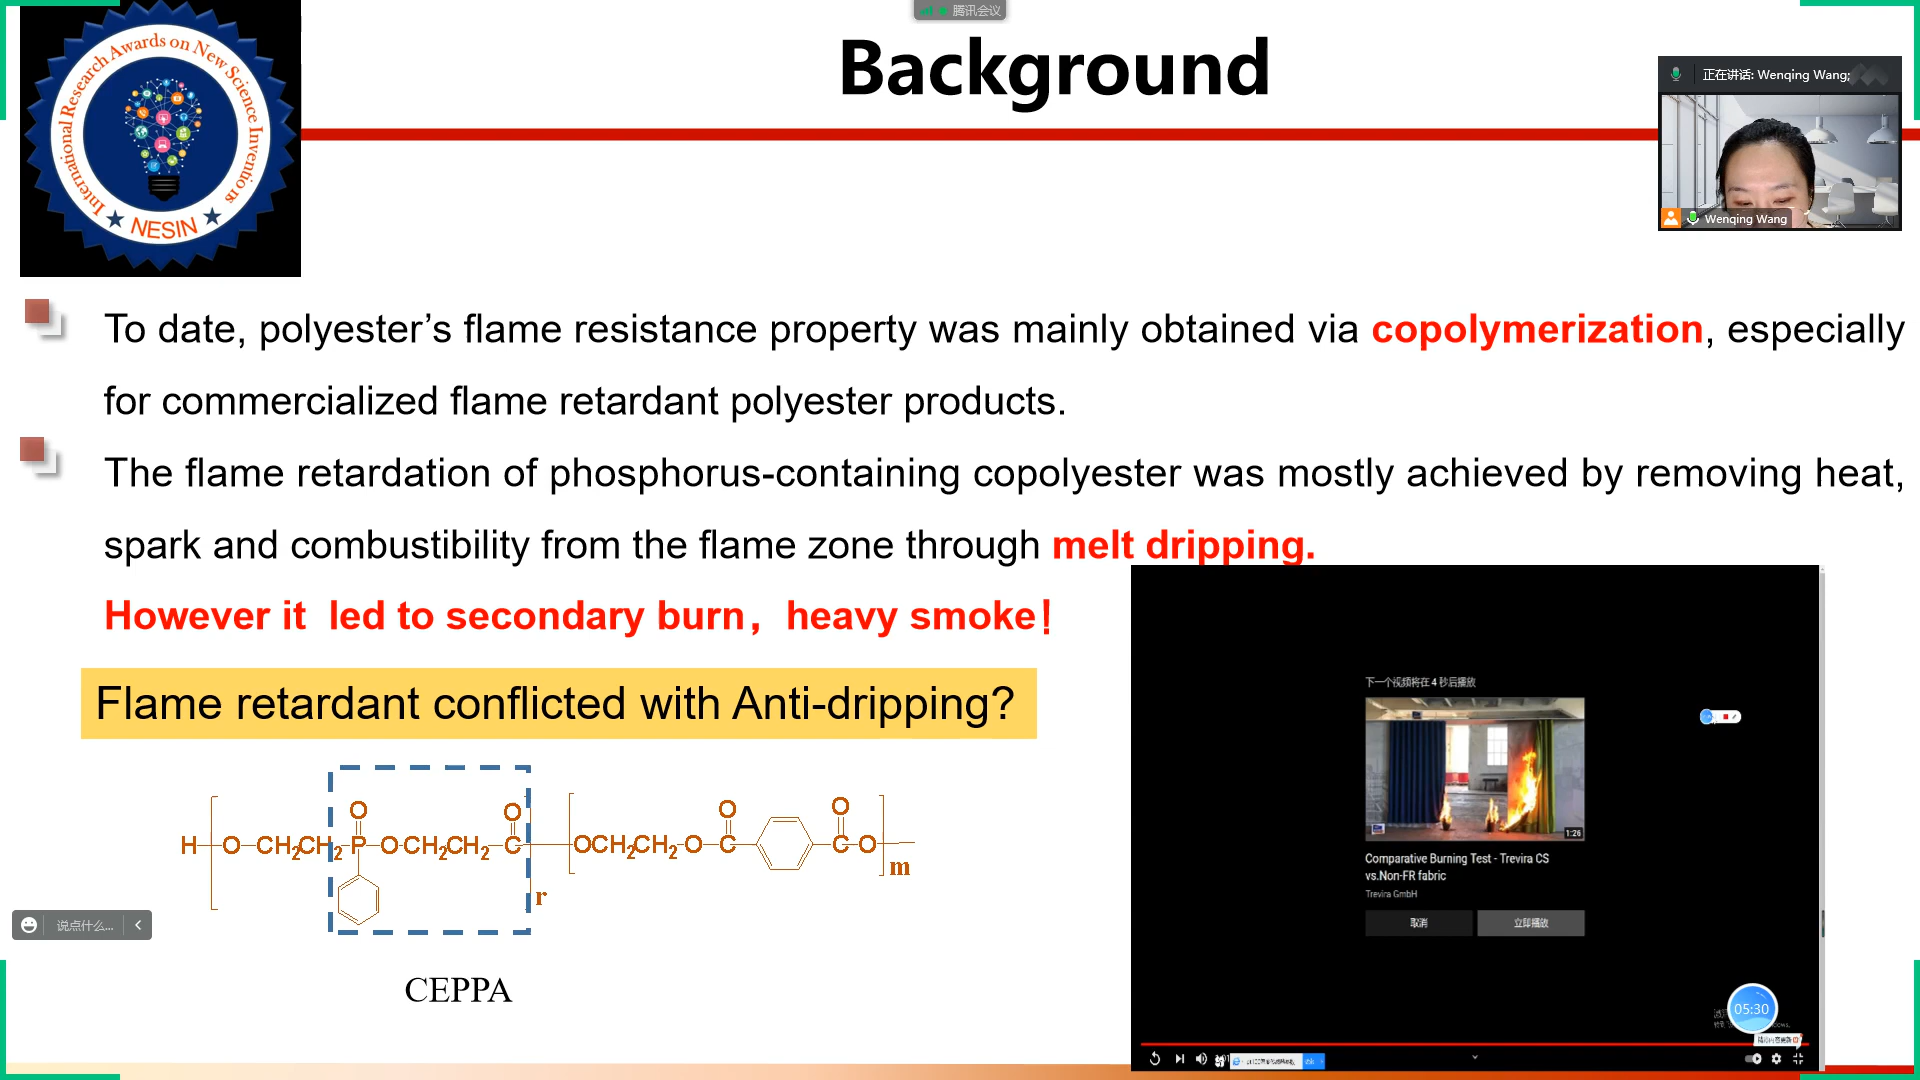 腾讯会议
Background
International Research Awards on New Science Inventions
NESIN
正在讲话: Wenqing Wang;
Wenqing Wang
To date, polyester’s flame resistance property was mainly obtained via copolymerization, especially
for commercialized flame retardant polyester products.
The flame retardation of phosphorus-containing copolyester was mostly achieved by removing heat,
spark and combustibility from the flame zone through melt dripping.
However it led to secondary burn，heavy smoke！
Flame retardant conflicted with Anti-dripping?
O O O O
H O CH2CH2 P O CH2CH2 C OCH2CH2 O C C O
r m
CEPPA
说点什么...
下一个视频将在 4 秒后播放
1:26
Comparative Burning Test - Trevira CS
vs.Non-FR fabric
Trevira GmbH
取消 立即播放
05:30